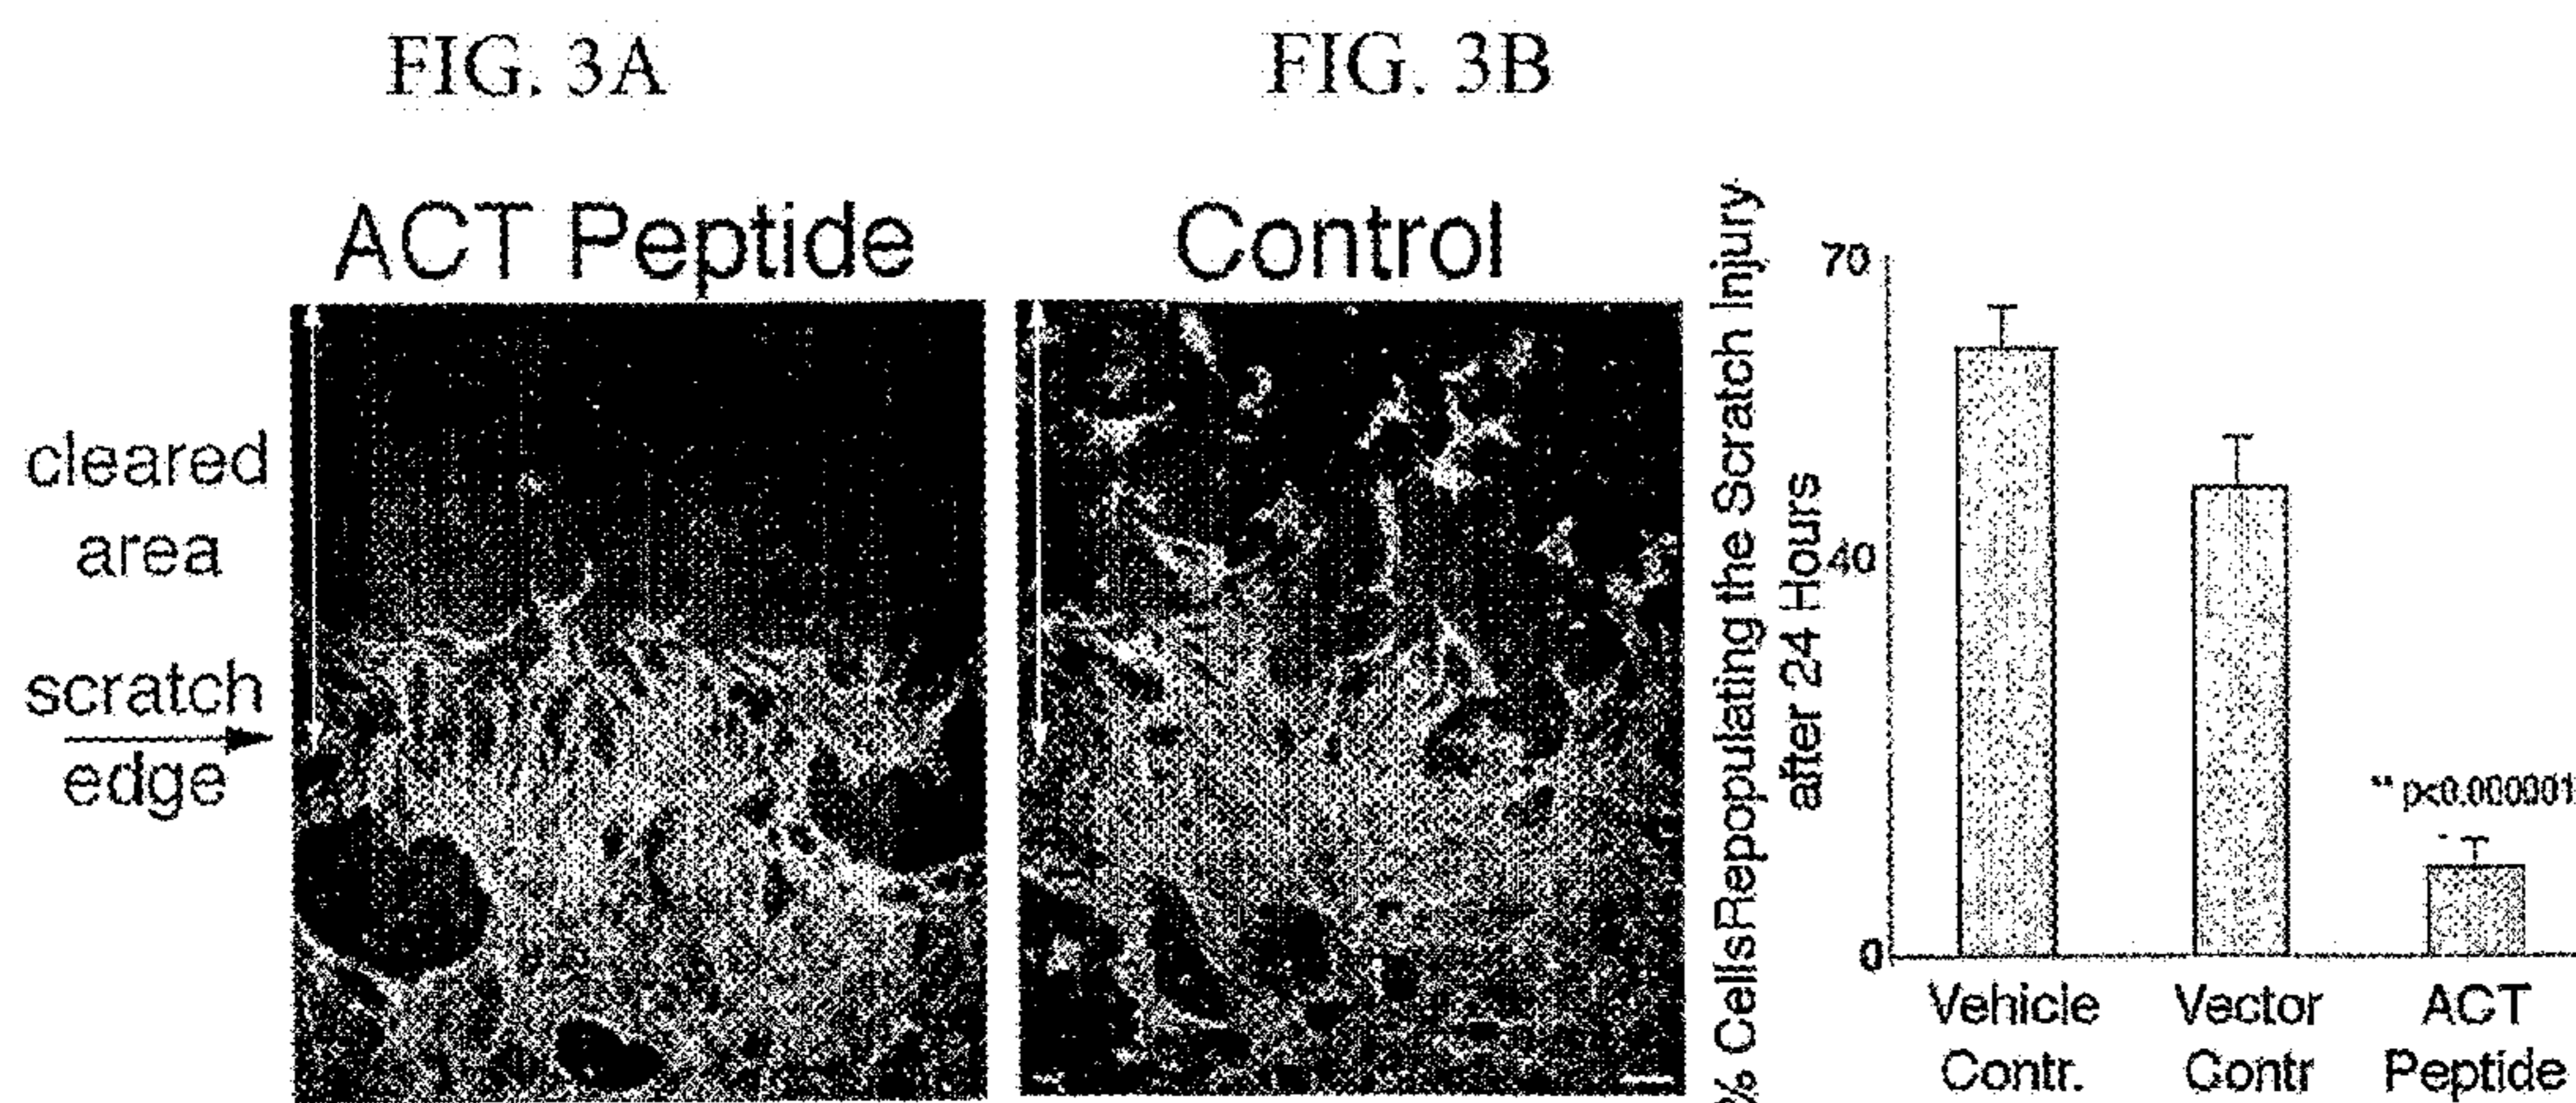 FIG. 3A
FIG. 3B
ACT Peptide
Control
cleared
area
scratch
edge
% CellsRepopulating the Scratch Injury
after 24 Hours
70
40
0
** p<0.000001
Vehicle
Contr.
Vector
Contr
ACT
Peptide